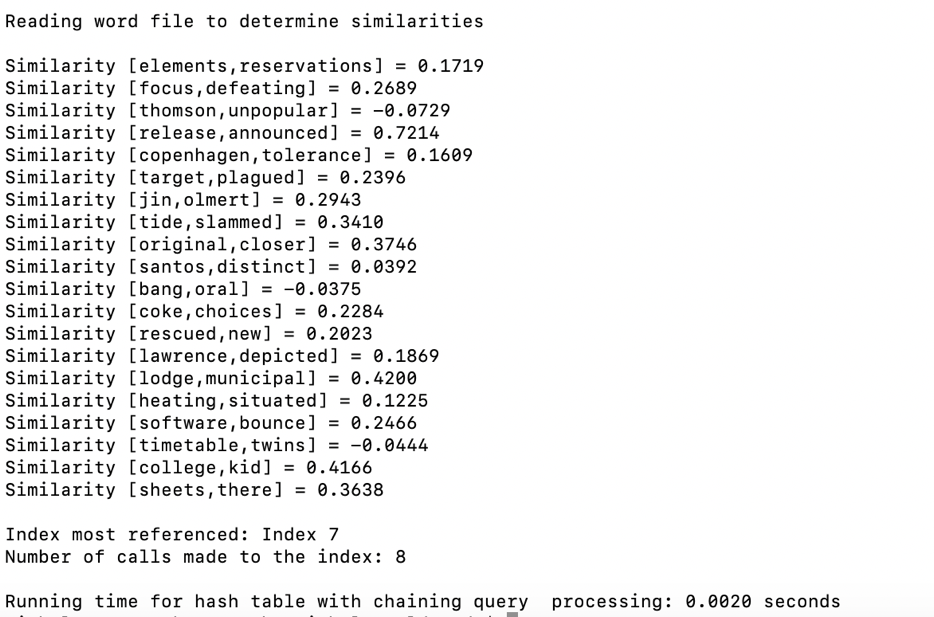 Reading word file to determine similarities
Similarity [elements,reservations] = 0.1719
Similarity [focus,defeating] = 0.2689
Similarity [thomson,unpopular] = -0.0729
Similarity [release,announced] = 0.7214
Similarity [copenhagen,tolerance] = 0.1609
Similarity [target,plagued] = 0.2396
Similarity [jin,olmert] = 0.2943
Similarity [tide,slammed] = 0.3410
Similarity [original,closer] = 0.3746
Similarity [santos,distinct] = 0.0392
Similarity [bang,oral] = -0.0375
Similarity [coke,choices] = 0.2284
Similarity [rescued,new] = 0.2023
Similarity [lawrence,depicted] = 0.1869
Similarity [lodge,municipal] = 0.4200
Similarity [heating,situated] = 0.1225
Similarity [software,bounce] = 0.2466
Similarity [timetable,twins] = -0.0444
Similarity [college,kid] = 0.4166
Similarity [sheets,there] = 0.3638
Index most referenced: Index 7
Number of calls made to the index: 8
Running time for hash table with chaining query  processing: 0.0020 seconds